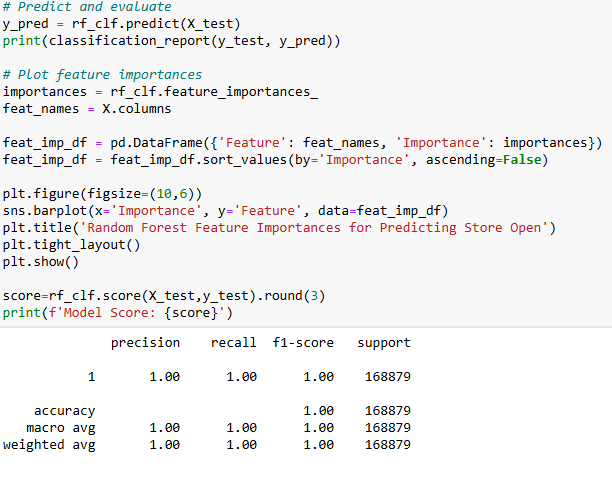 # Predict and evaluate
y_pred = rf_clf.predict(X_test)
print(classification_report(y_test, y_pred))
# Plot feature importances
importances = rf_clf.feature_importances_
feat_names = X.columns
feat_imp_df = pd.DataFrame({'Feature': feat_names, 'Importance': importances})
feat_imp_df = feat_imp_df.sort_values(by='Importance', ascending=False)
plt.figure(figsize=(10,6))
sns.barplot(x='Importance', y='Feature', data=feat_imp_df)
plt.title('Random Forest Feature Importances for Predicting Store Open')
plt.tight_layout()
plt.show()
score=rf_clf.score(X_test,y_test).round(3)
print(f'Model Score: {score}')
precision recall f1-score support
1 1.00 1.00 1.00 168879
accuracy 1.00 168879
macro avg 1.00 1.00 1.00 168879
weighted avg 1.00 1.00 1.00 168879